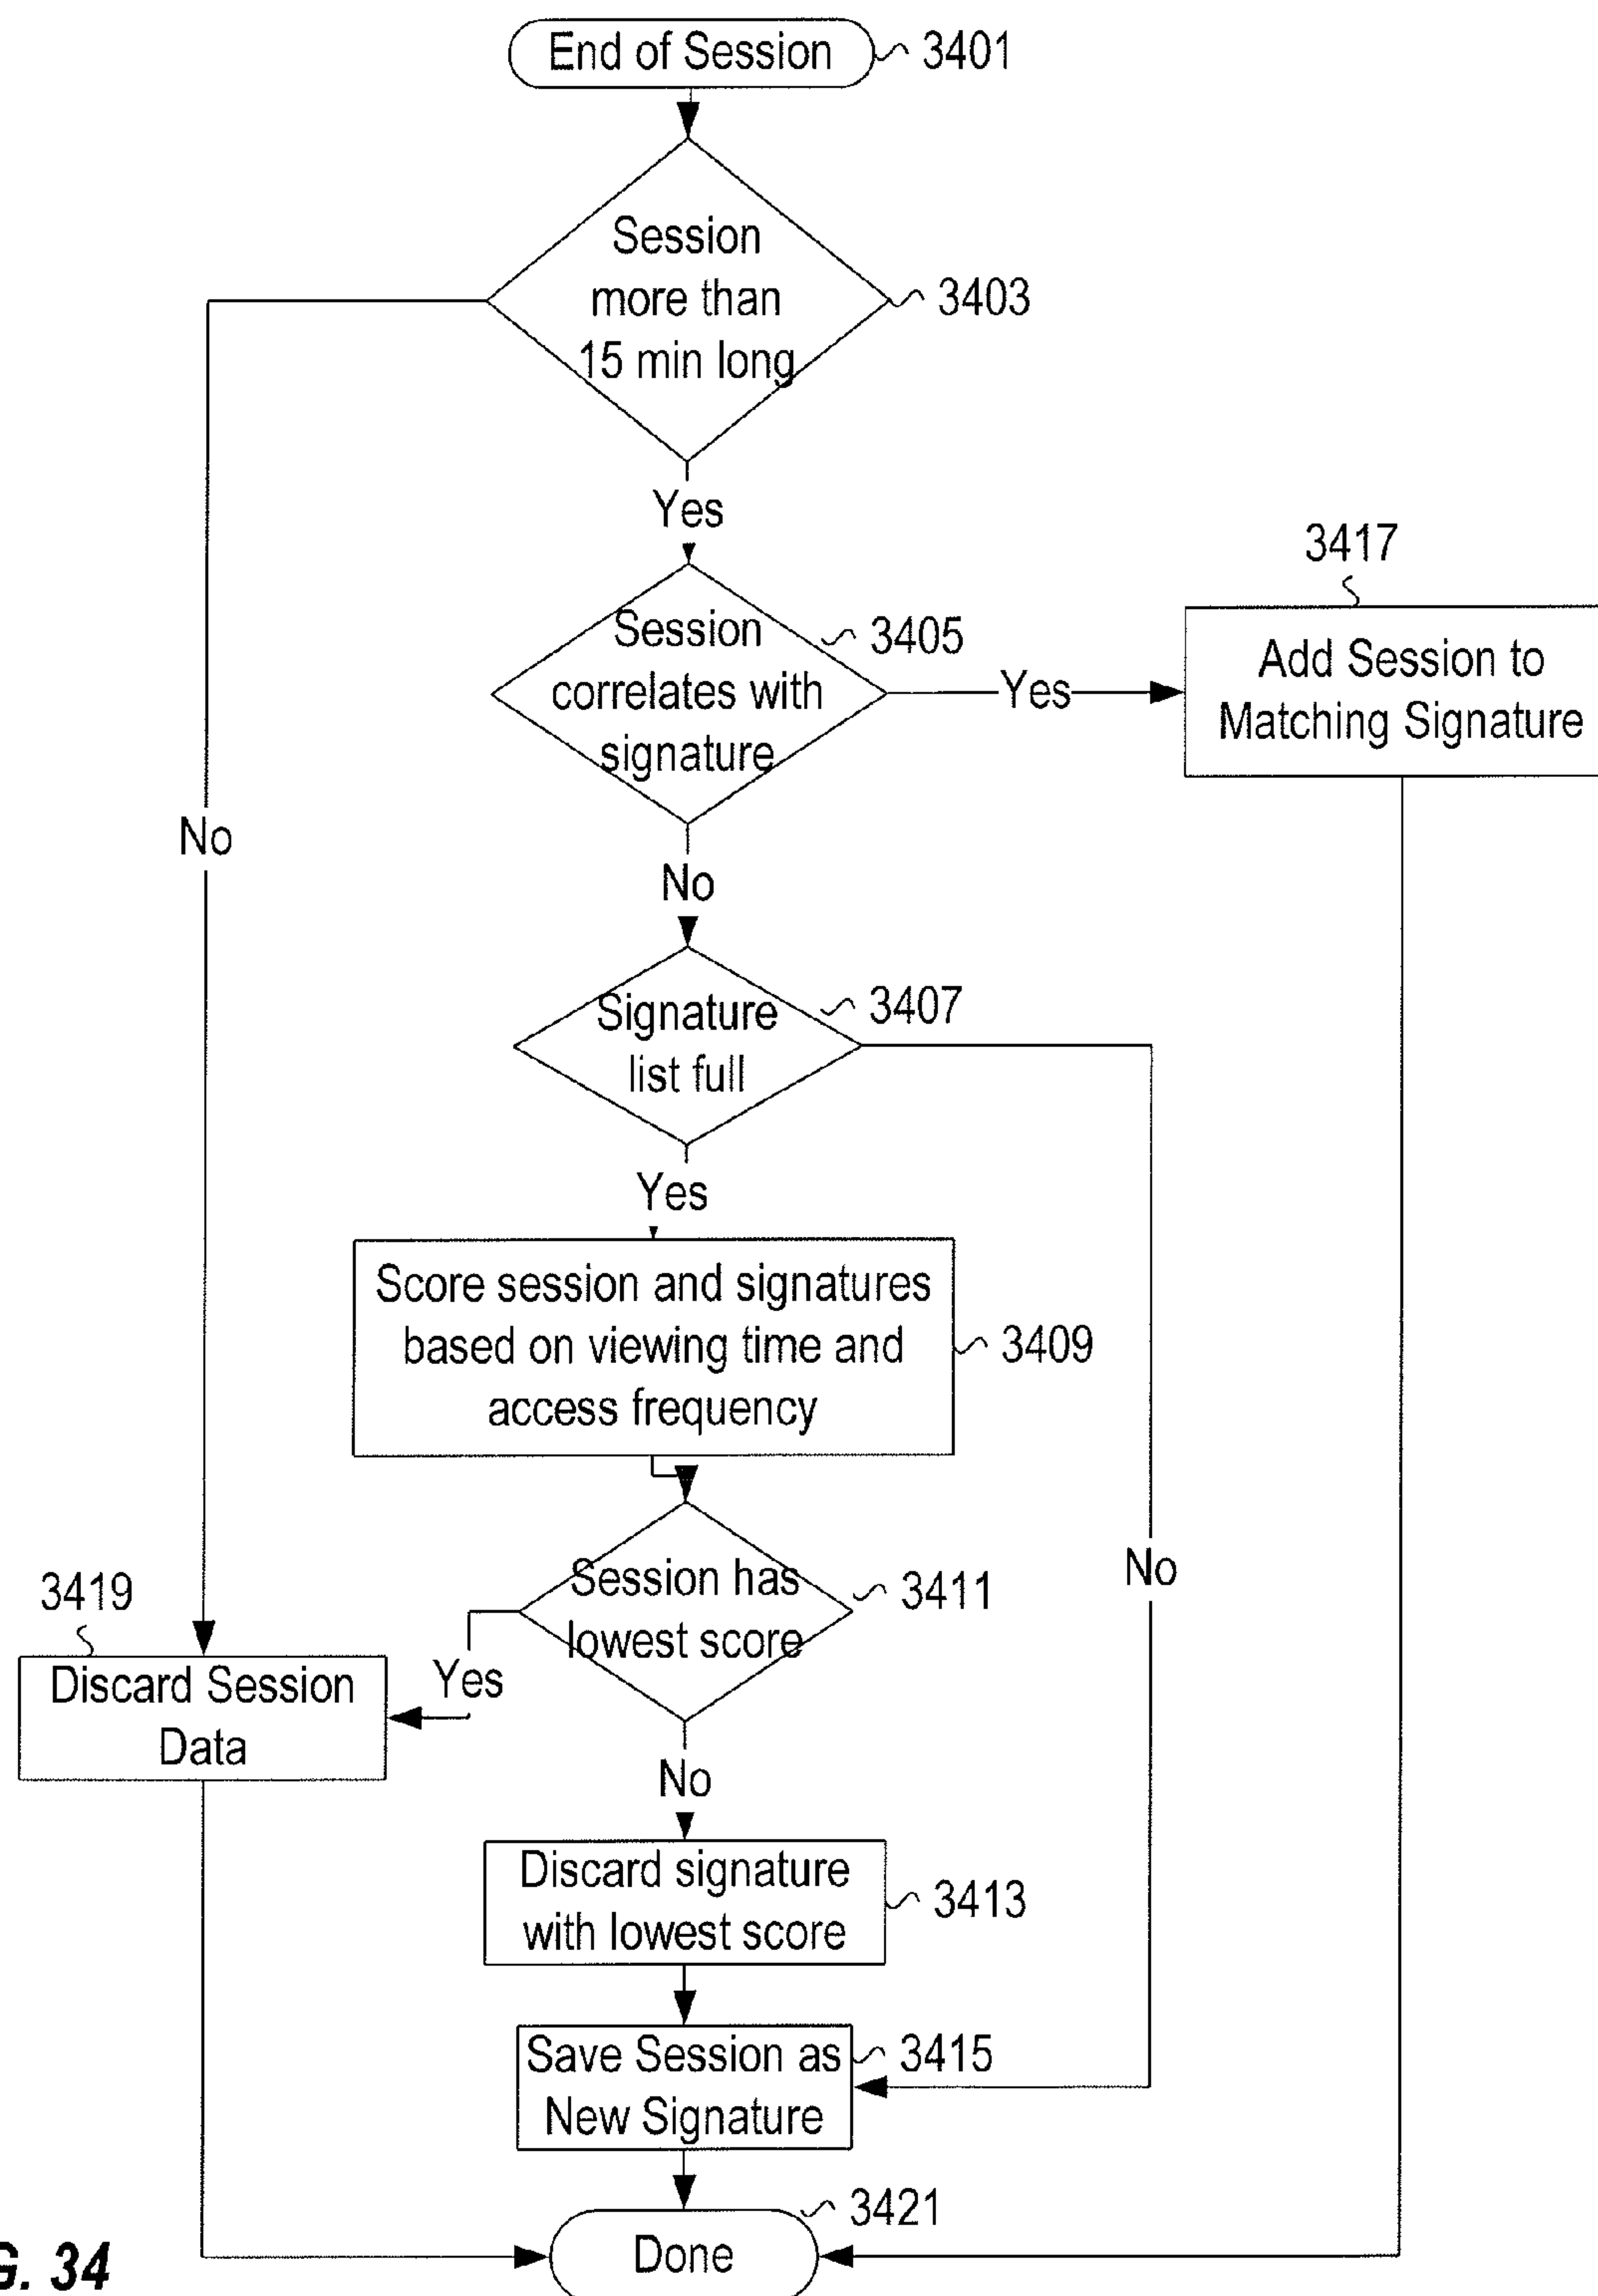 End of Session
3401
Session
more than
15 min long
3403
Yes
3417
Session
correlates with
signature
3405
Yes
Add Session to
Matching Signature
No
No
Signature
list full
3407
Yes
Score session and signatures
based on viewing time and
access frequency
3409
No
Session has
lowest score
3411
3419
Yes
Discard Session
Data
No
Discard signature
with lowest score
3413
Save Session as
New Signature
3415
3421
Done
G. 34